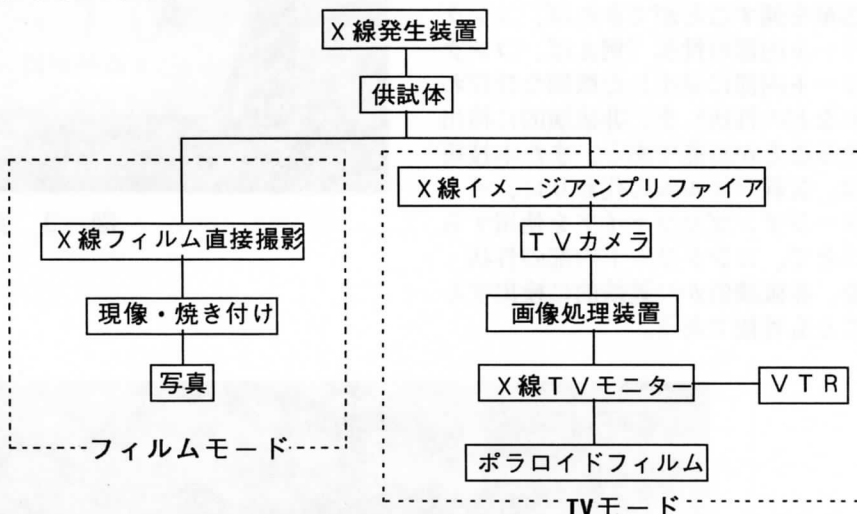 X線発生装置
供試体
X線フィルム直接撮影
現像・焼き付け
写真
フィルムモード
X線イメージアンプリファイア
TVカメラ
画像処理装置
X線TVモニタ
VTR
ポラロイドフィルム
TVモード